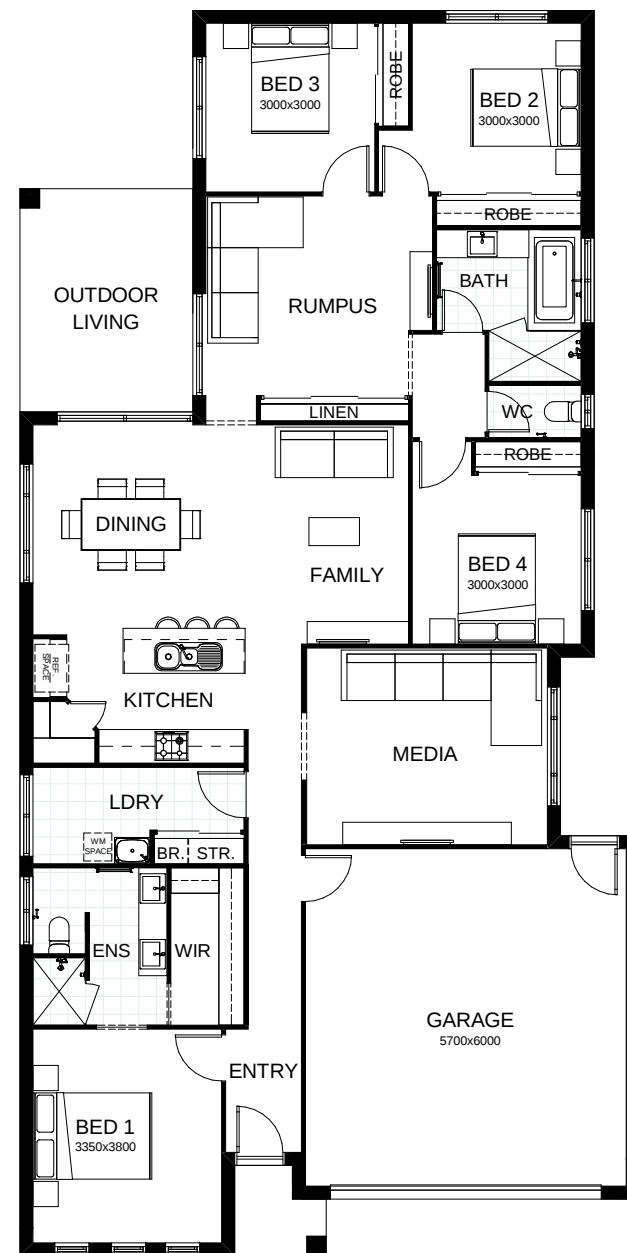 BED 3
3000x3000
ROBE
BED 2
3000x3000
ROBE
OUTDOOR
LIVING
RUMPUS
BATH
LINEN
WC
ROBE
DINING
FAMILY
BED 4
3000x3000
REF.
SPACE
KITCHEN
MEDIA
LDRY
WM
SPACE
BR.
STR.
ENS
WIR
GARAGE
5700x6000
ENTRY
BED 1
3350x3800